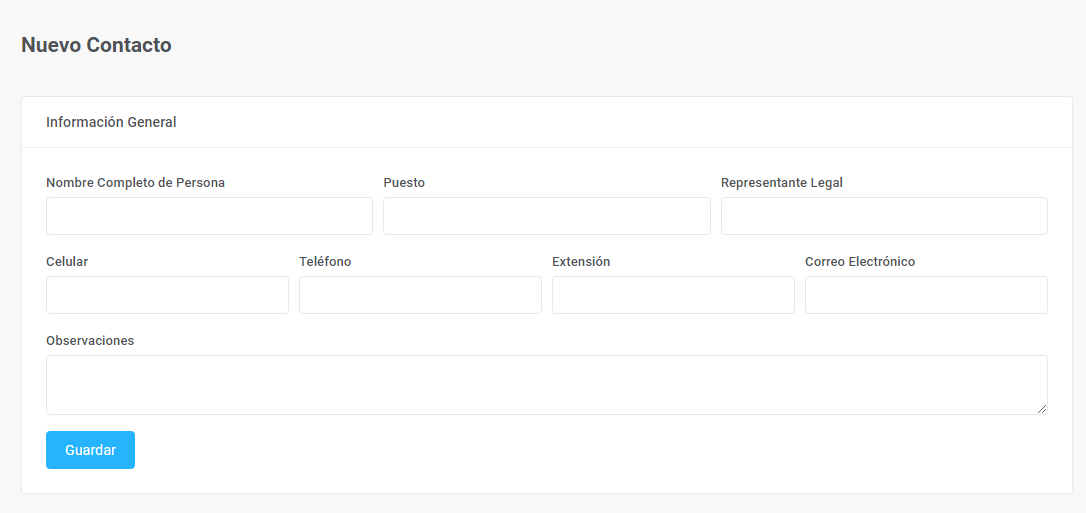 Nuevo Contacto
Información General
Nombre Completo de Persona Puesto Representante Legal
Celular Teléfono Extensión Correo Electrónico
Observaciones
Guardar